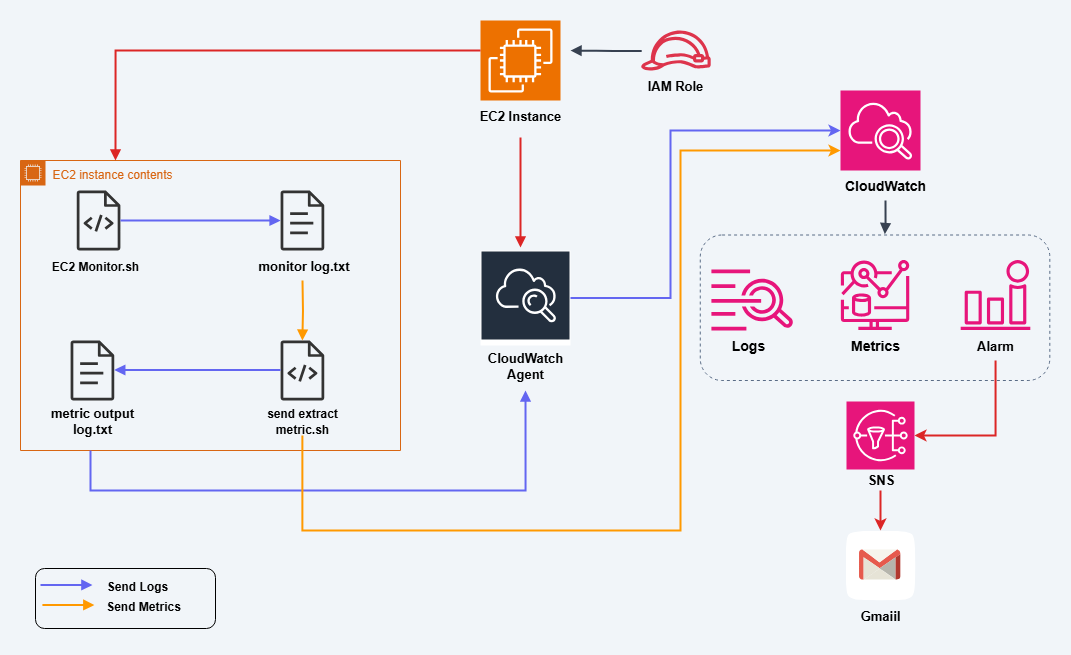 IAM Role
EC2 Instance
EC2 instance contents
CloudWatch
EC2 Monitor.sh
monitor log.txt
Logs
Metrics
Alarm
CloudWatch
Agent
metric output
log.txt
send extract
metric.sh
SNS
Send Logs
Send Metrics
Gmaiil